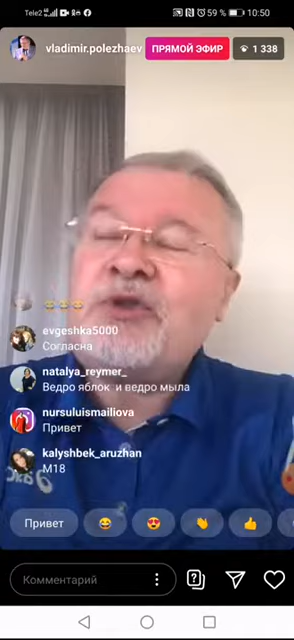 Tele2
59 %
10:50
vladimir.polezhaev
ПРЯМОЙ ЭФИР
1 338
evgeshka5000
Согласна
natalya_reymer_
Ведро яблок и ведро мыла
nursuluismailiova
Привет
kalyshbek_aruzhan
М18
Привет
Комментарий